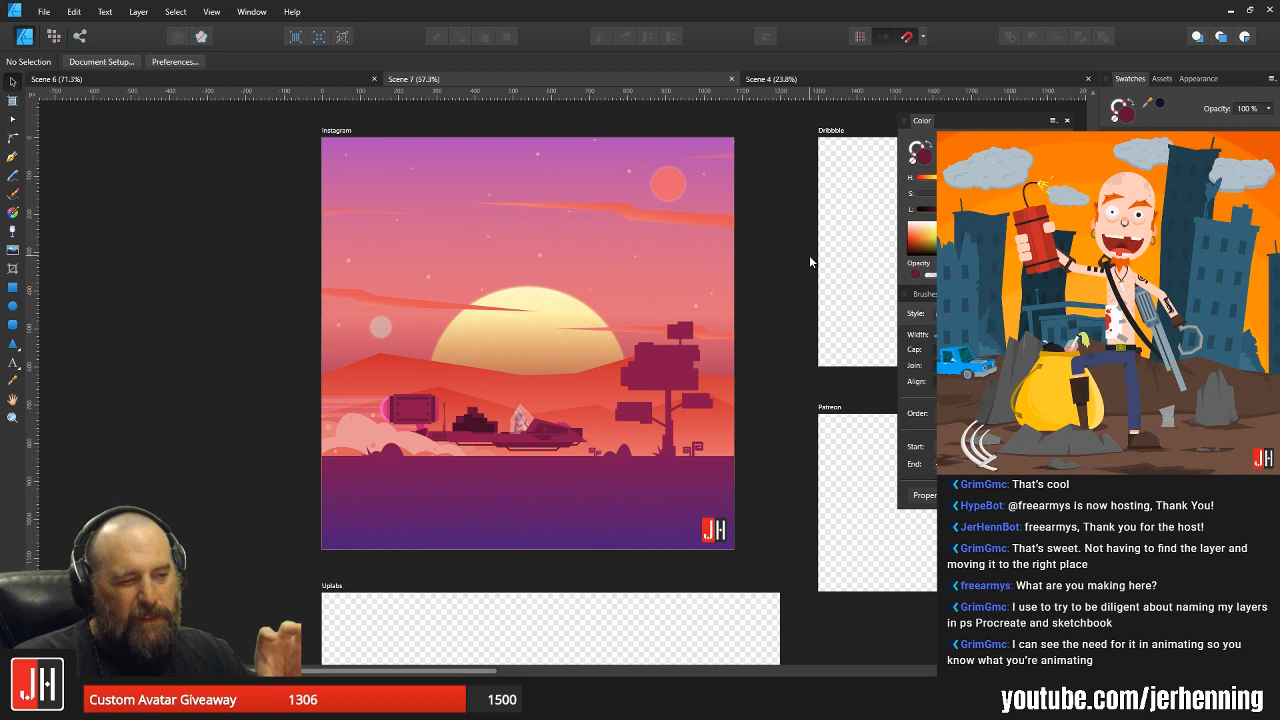 File Edit Text Layer Select View Window Help
No Selection Document Setup... Preferences...
Scene 6 (71.3%) Scene 7 (57.3%) Scene 4 (23.8%)
Swatches Assets Appearance
Opacity: 100 %
Color
Instagram
Dribbble
H:
S:
L:
Opacity
Brushes
Style:
Width:
Cap:
Join:
Align:
Patreon
Order:
Start:
End:
Proper
JH
Uplabs
JH
GrimGmc: That's cool
HypeBot: @freearmys is now hosting, Thank You!
JerHennBot: freearmys, Thank you for the host!
GrimGmc: That's sweet. Not having to find the layer and
moving it to the right place
freearmys: What are you making here?
GrimGmc: I use to try to be diligent about naming my layers
in ps Procreate and sketchbook
GrimGmc: I can see the need for it in animating so you
know what you're animating
JH
Custom Avatar Giveaway 1306 1500
youtube.com/jerhenning